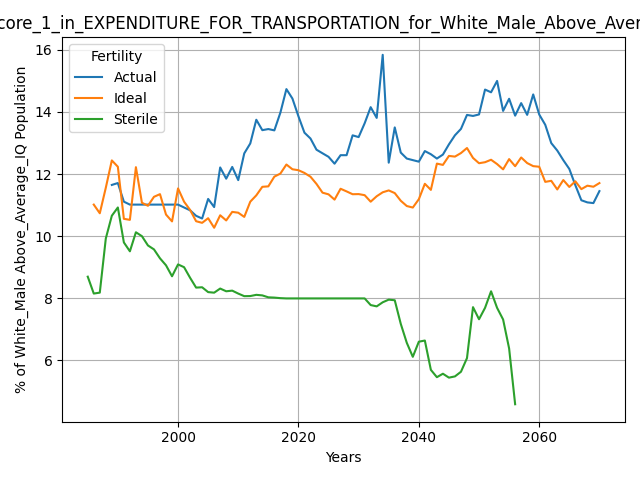 core_1_in_EXPENDITURE_FOR_TRANSPORTATION_for_White_Male_Above_Aver
Fertility
Actual
Ideal
Sterile
% of White_Male Above_Average_IQ Population
16
14
12
10
8
6
2000
2020
2040
2060
Years